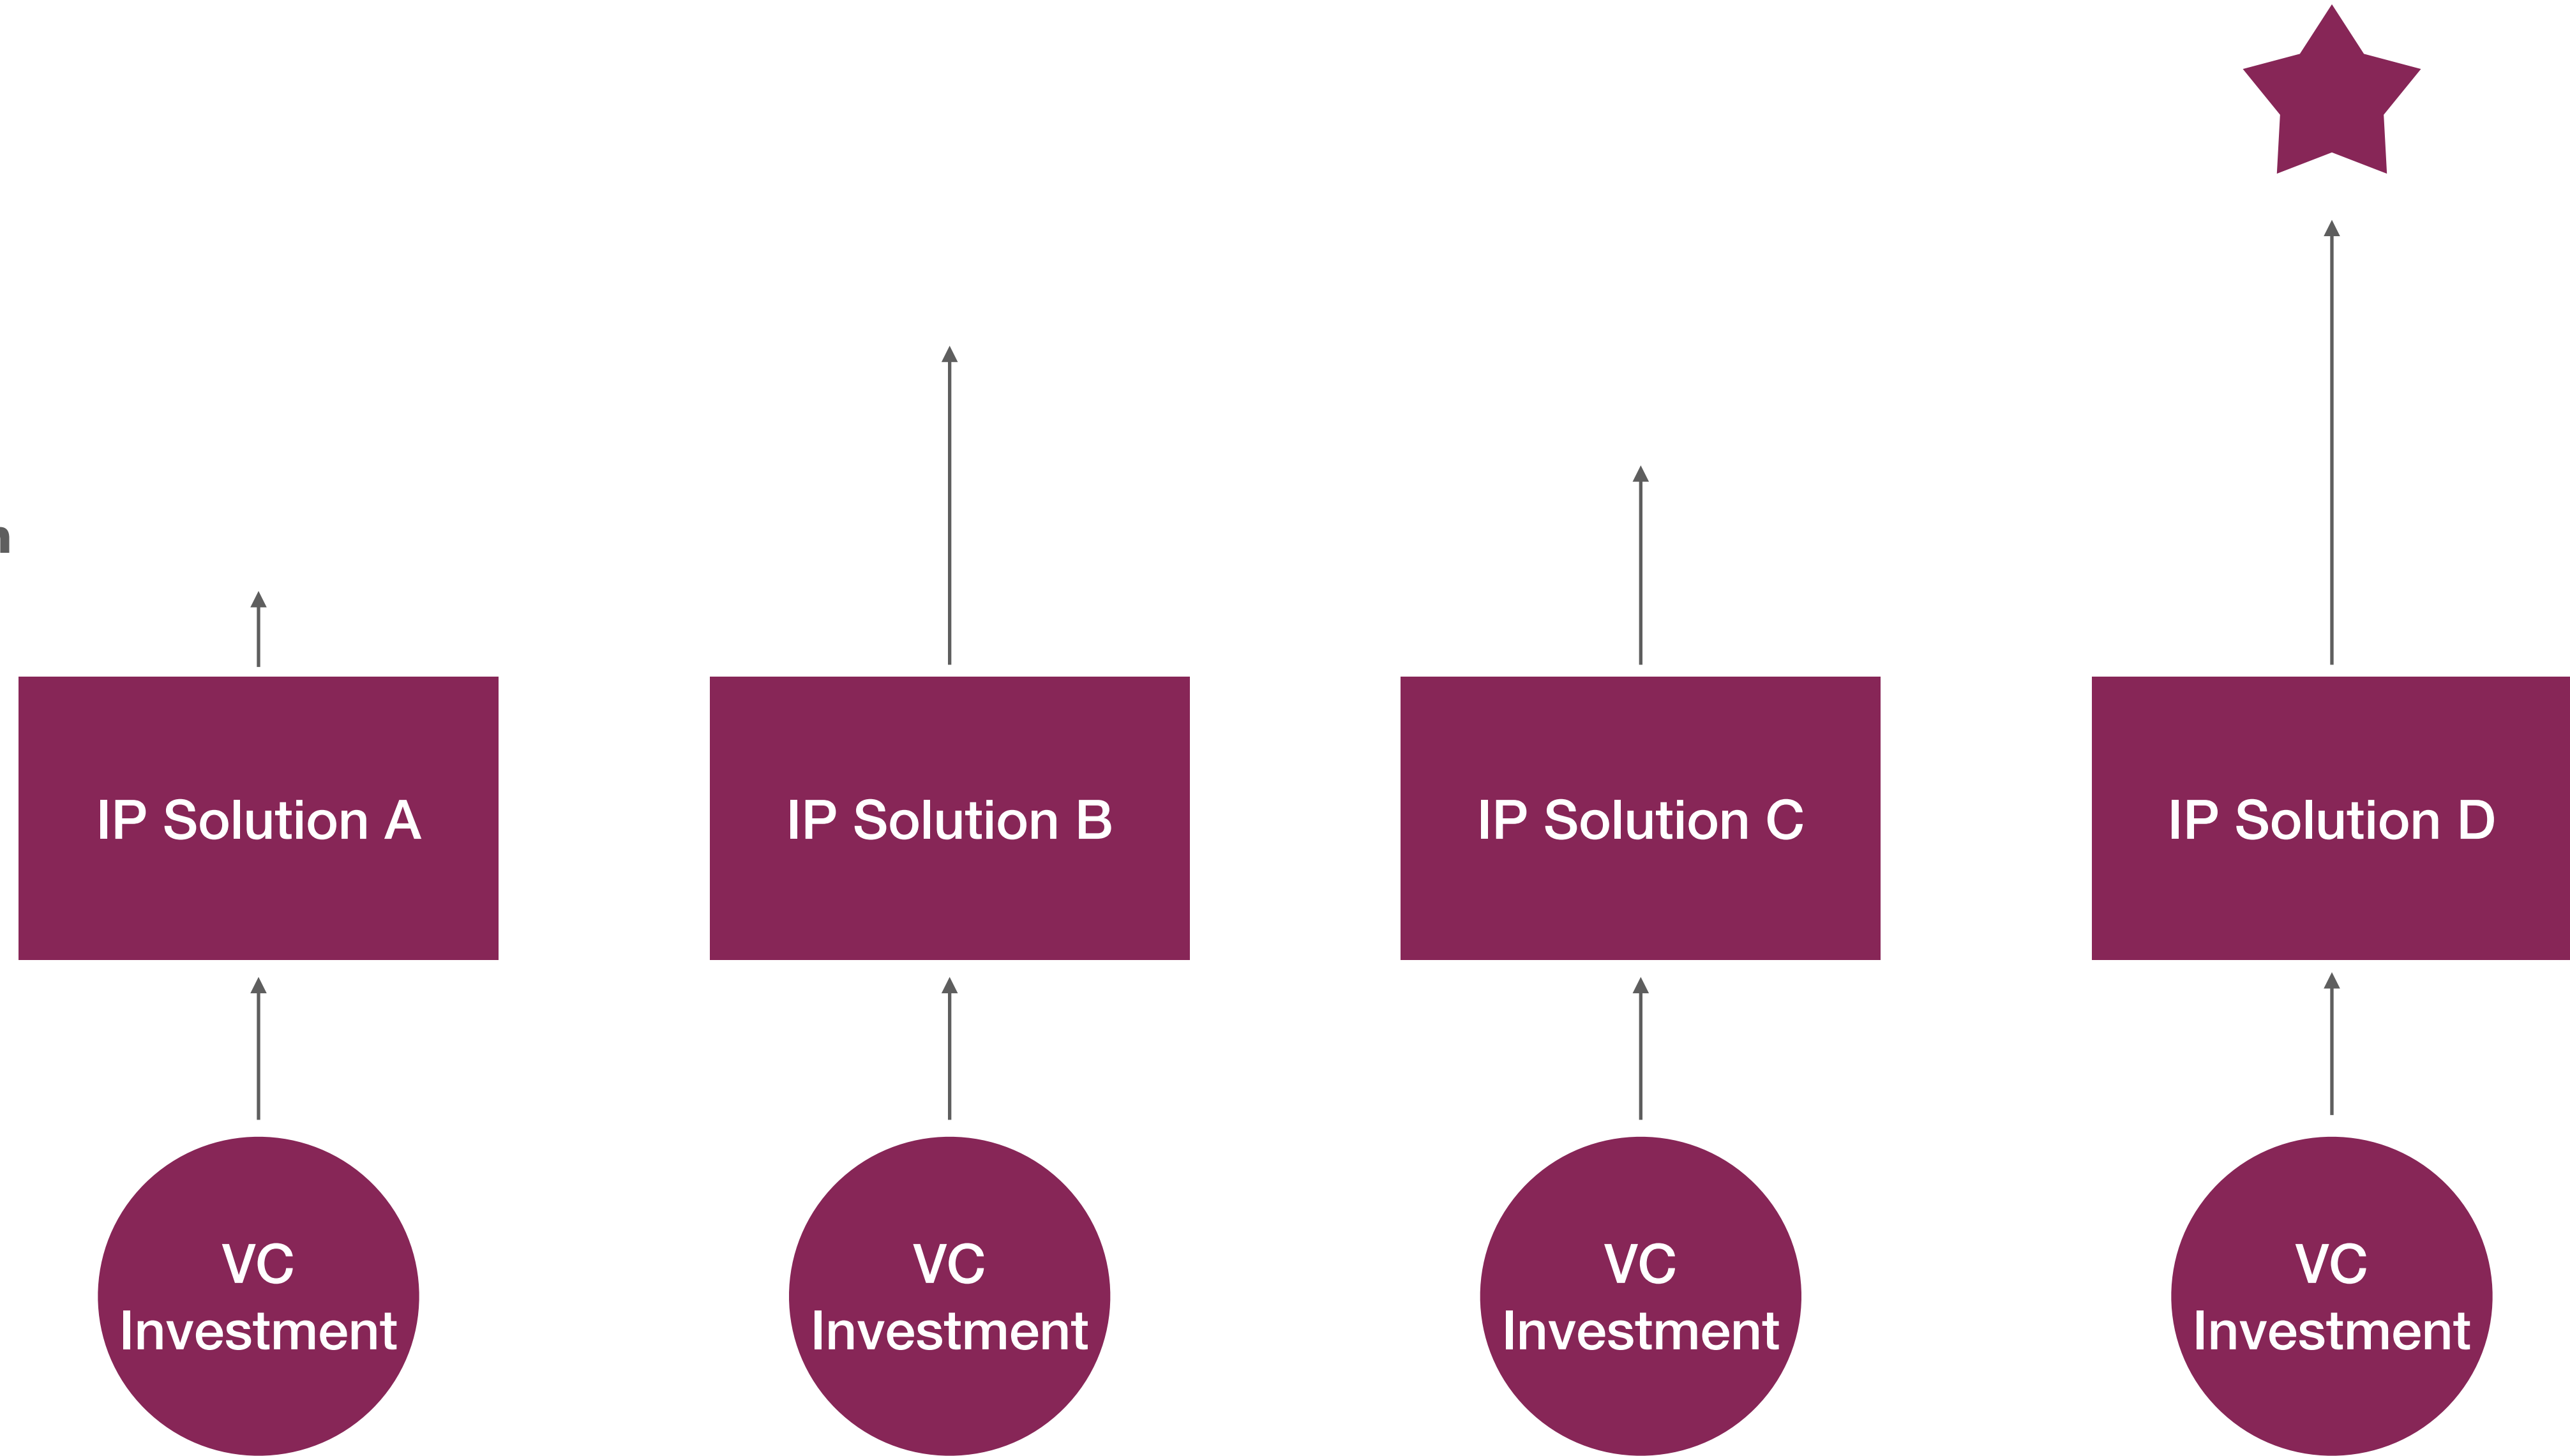 IP Solution A
IP Solution B
IP Solution C
IP Solution D
VC
Investment
VC
Investment
VC
Investment
VC
Investment